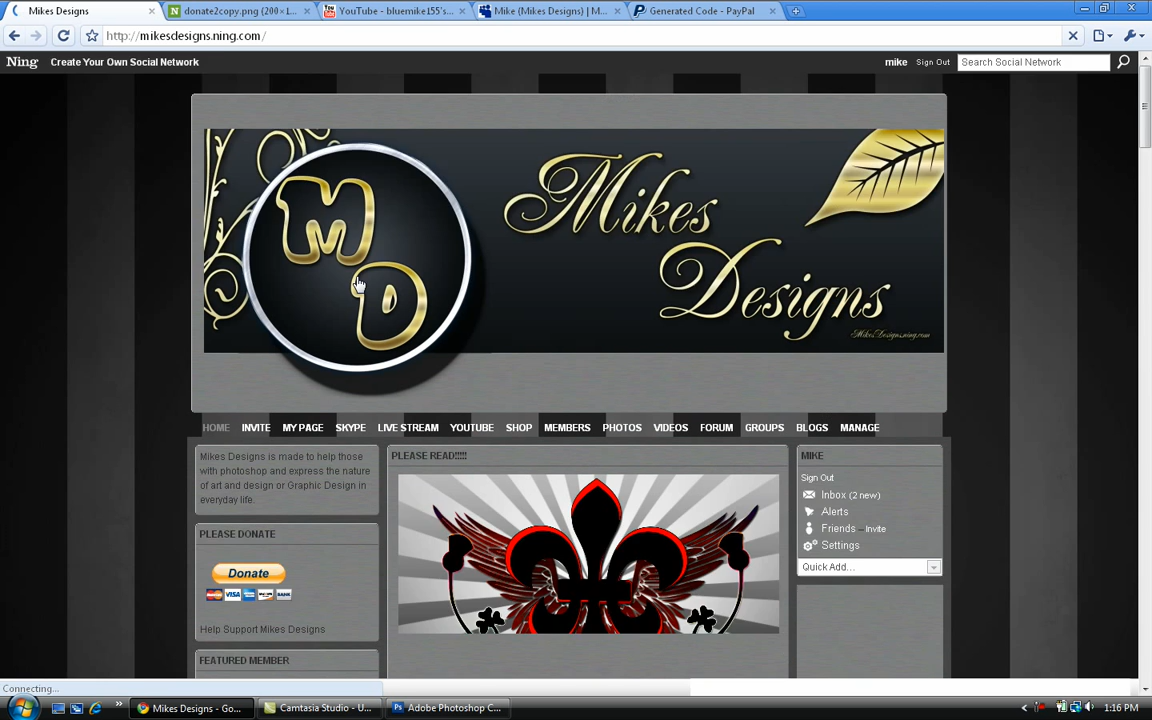 Mikes Designs
donate2copy.png (200×1...
YouTube - bluemike155's...
Mike (Mikes Designs) | M...
Generated Code - PayPal
http://mikesdesigns.ning.com/
Ning
Create Your Own Social Network
mike
Sign Out
Search Social Network
M
D
Mikes
Designs
MikesDesigns.ning.com
HOME INVITE MY PAGE SKYPE LIVE STREAM YOUTUBE SHOP MEMBERS PHOTOS VIDEOS FORUM GROUPS BLOGS MANAGE
Mikes Designs is made to help those
with photoshop and express the nature
of art and design or Graphic Design in
everyday life.
PLEASE DONATE
Donate
VISA
BANK
Help Support Mikes Designs
FEATURED MEMBER
PLEASE READ!!!!!
MIKE
Sign Out
Inbox (2 new)
Alerts
Friends – Invite
Settings
Quick Add...
Connecting...
Mikes Designs - Go...
Camtasia Studio - U...
Adobe Photoshop C...
1:16 PM